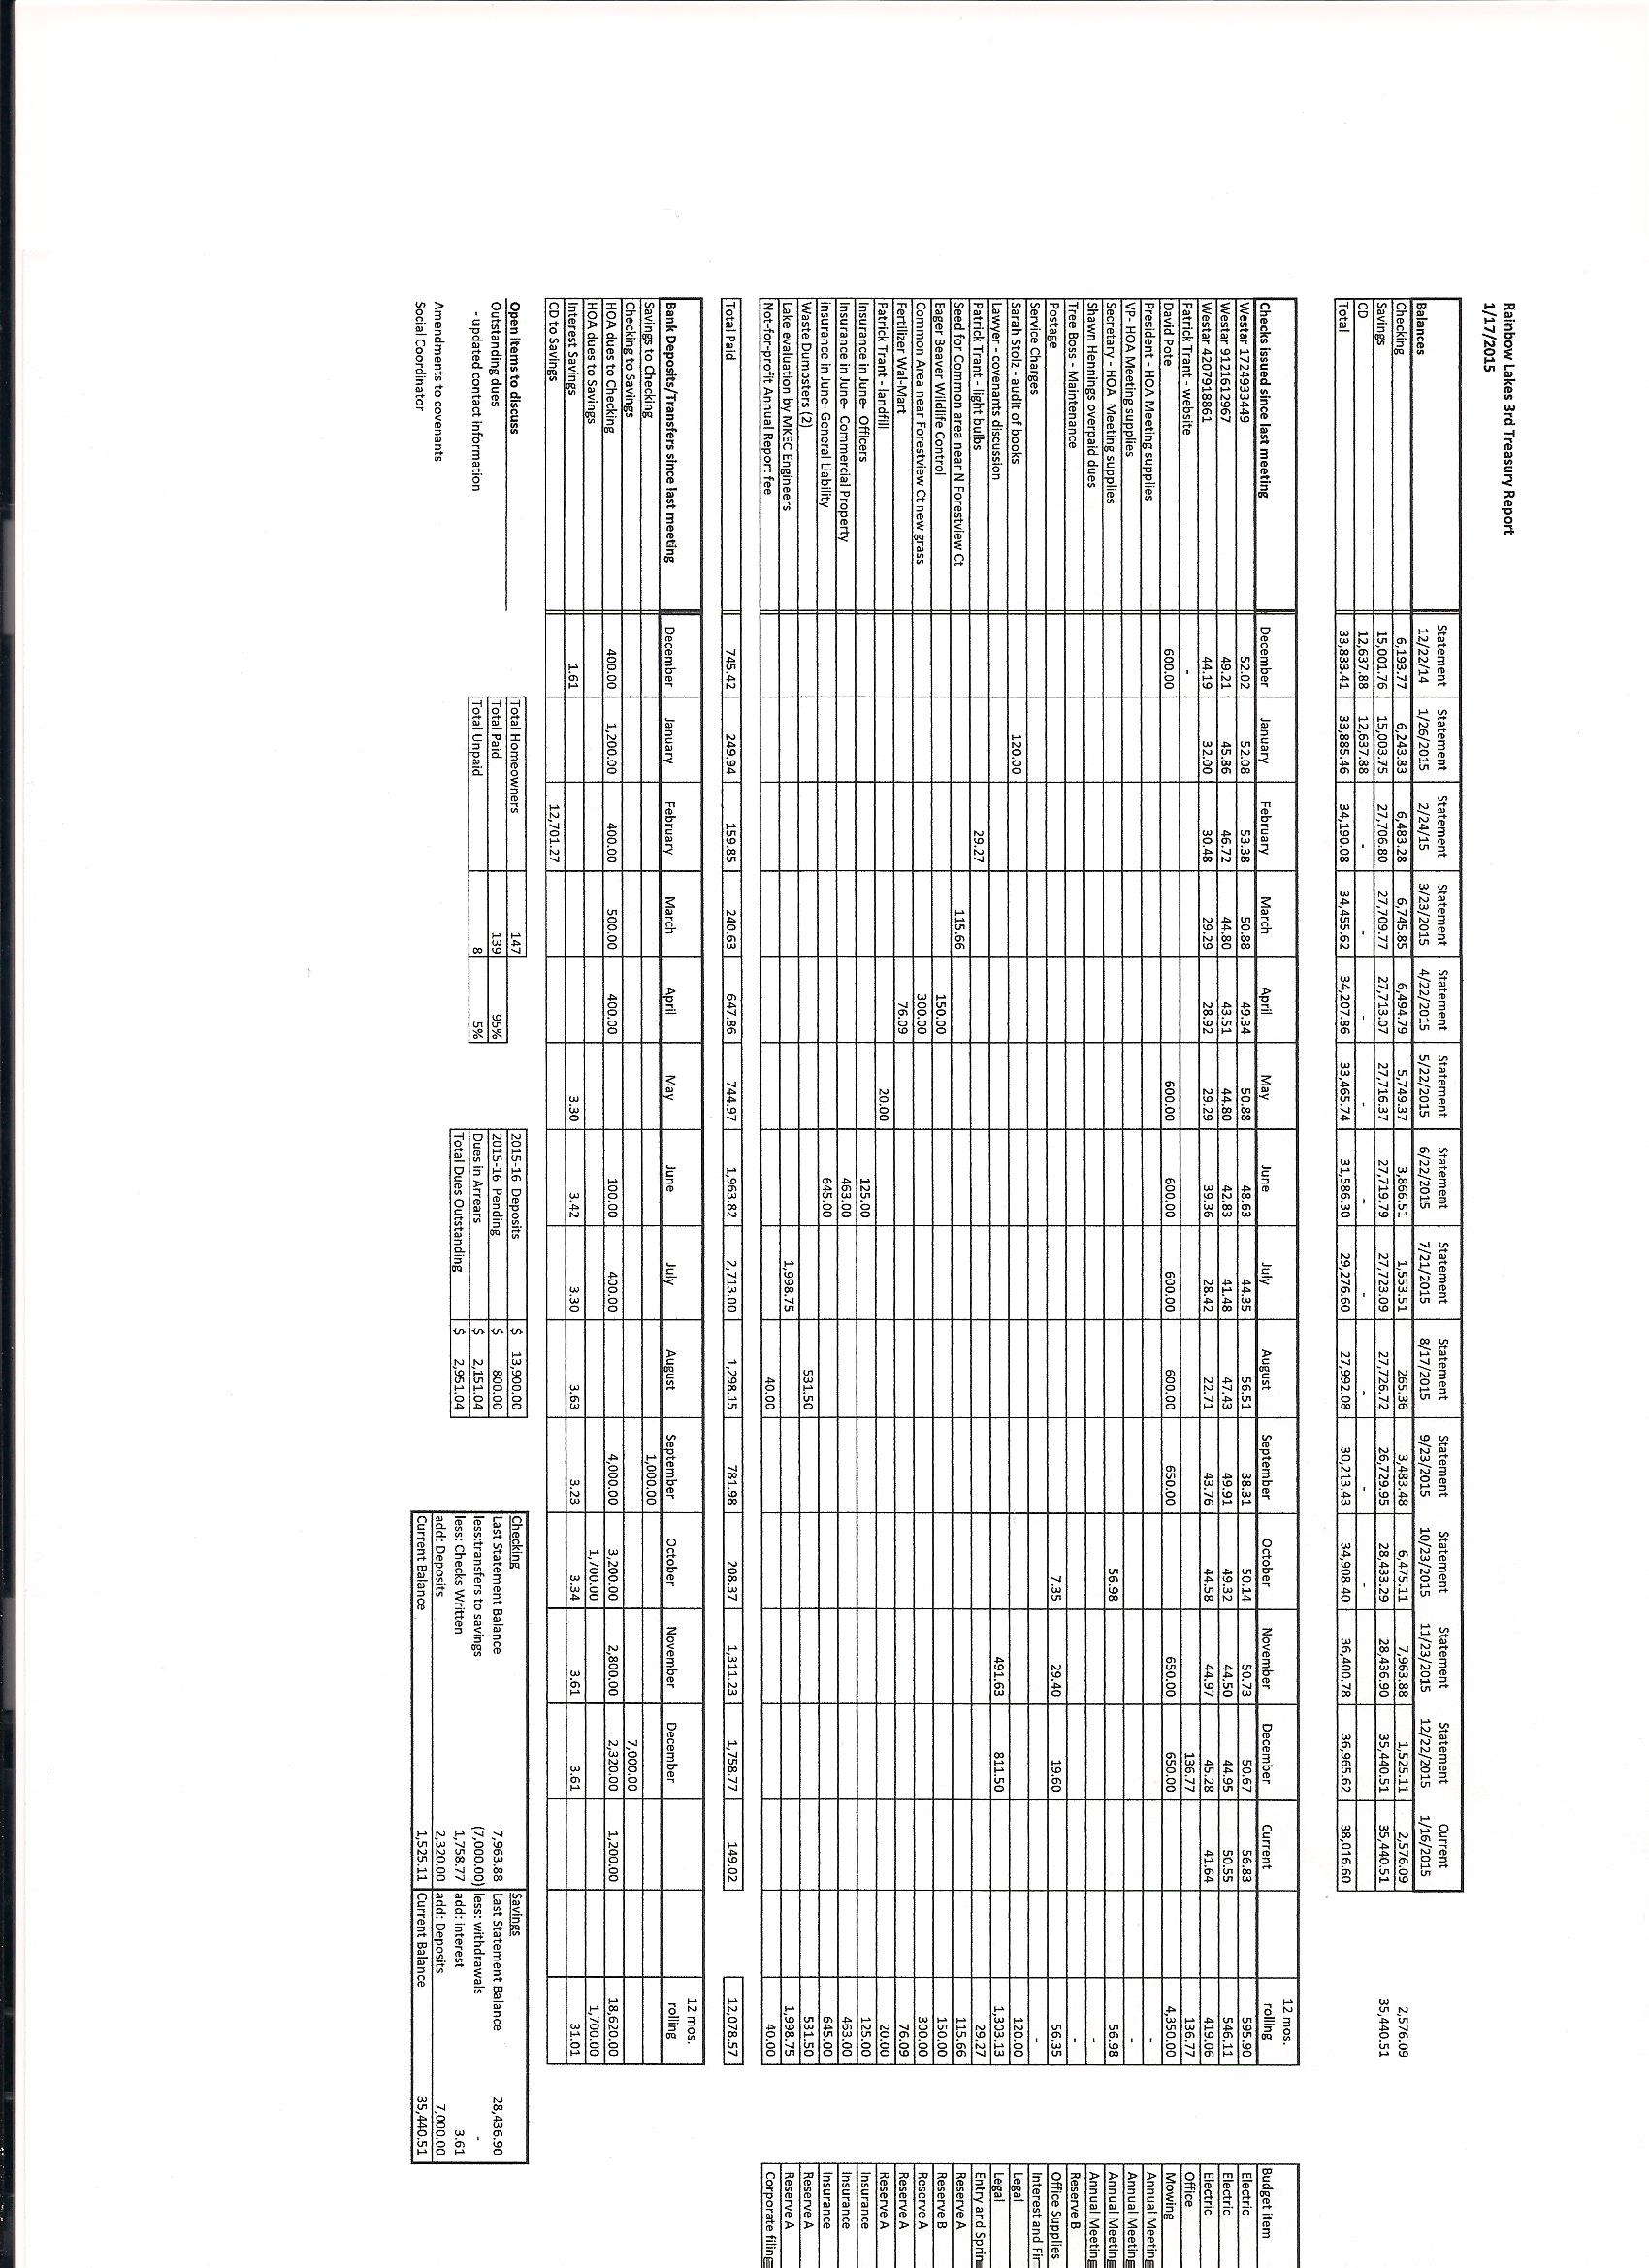 Rainbow Lakes 3rd Treasury Report
1/17/2015
Statement Statement Statement Statement Statement Statement Statement Statement Statement Statement Statement Statement Statement Current
Balances 12/22/14 1/26/2015 2/24/15 3/23/2015 4/22/2015 5/22/2015 6/22/2015 7/21/2015 8/17/2015 9/23/2015 10/23/2015 11/23/2015 12/22/2015 1/16/2015
Checking 6,193.77 6,243.83 6,483.28 6,745.85 6,494.79 5,749.37 3,866.51 1,553.51 265.36 3,483.48 6,475.11 7,963.88 1,525.11 2,576.09 2,576.09
Savings 15,001.76 15,003.75 27,706.80 27,709.77 27,713.07 27,716.37 27,719.79 27,723.09 27,726.72 26,729.95 28,433.29 28,436.90 35,440.51 35,440.51 35,440.51
CD 12,637.88 12,637.88 - - - - - - - - -
Total 33,833.41 33,885.46 34,190.08 34,455.62 34,207.86 33,465.74 31,586.30 29,276.60 27,992.08 30,213.43 34,908.40 36,400.78 36,965.62 38,016.60
12 mos.
Checks issued since last meeting December January February March April May June July August September October November December Current rolling Budget item
Westar 1724933449 52.02 52.08 53.38 50.88 49.34 50.88 48.63 44.35 56.51 38.31 50.14 50.73 50.67 56.83 595.90 Electric
Westar 9121612967 49.21 45.86 46.72 44.80 43.51 44.80 42.83 41.48 47.43 49.91 49.32 44.50 44.95 50.55 546.11 Electric
Westar 4207918861 44.19 32.00 30.48 29.29 28.92 29.29 39.36 28.42 22.71 43.76 44.58 44.97 45.28 41.64 419.06 Electric
Patrick Trant - website - 136.77 136.77 Office
David Pote 600.00 600.00 600.00 600.00 600.00 650.00 650.00 650.00 4,350.00 Mowing
President - HOA Meeting supplies - Annual Meeting
VP- HOA Meeting supplies - Annual Meeting
Secretary - HOA Meeting supplies 56.98 56.98 Annual Meeting
Shawn Hennings overpaid dues - Annual Meeting
Tree Boss - Maintenance - Reserve B
Postage 7.35 29.40 19.60 56.35 Office Supplies
Service Charges - Interest and
Sarah Stolz - audit of books 120.00 120.00 Legal
Lawyer - covenants discussion 491.63 811.50 1,303.13 Legal
Patrick Trant - light bulbs 29.27 29.27 Entry and
Seed for Common area near N Forestview Ct 115.66 115.66 Reserve A
Eager Beaver Wildlife Control 150.00 150.00 Reserve B
Common Area near Forestview Ct new grass 300.00 300.00 Reserve A
Fertilizer Wal-Mart 76.09 76.09 Reserve A
Patrick Trant - landfill 20.00 20.00 Reserve A
Insurance in June- Officers 125.00 125.00 Insurance
Insurance in June- Commercial Property 463.00 463.00 Insurance
Insurance in June- General Liability 645.00 645.00 Insurance
Waste Dumpsters (2) 531.50 531.50 Reserve A
Lake evaluation by MKEC Engineers 1,998.75 1,998.75 Reserve A
Not-for-profit Annual Report fee 40.00 40.00 Corporate filing
Total Paid 745.42 249.94 159.85 240.63 647.86 744.97 1,963.82 2,713.00 1,298.15 781.98 208.37 1,311.23 1,758.77 149.02 12,078.57
12 mos.
Bank Deposits/Transfers since last meeting December January February March April May June July August September October November December rolling
Savings to Checking 1,000.00
Checking to Savings 7,000.00
HOA dues to Checking 400.00 1,200.00 400.00 500.00 400.00 100.00 400.00 4,000.00 3,200.00 2,800.00 2,320.00 1,200.00 18,620.00
HOA dues to Savings 1,700.00 1,700.00
Interest Savings 1.61 3.30 3.42 3.30 3.63 3.23 3.34 3.61 3.61 31.01
CD to Savings 12,701.27
Open items to discuss Total Homeowners 147 2015-16 Deposits $ 13,900.00 Checking Savings
Outstanding dues Total Paid 139 95% 2015-16 Pending $ 800.00 Last Statement Balance 7,963.88 Last Statement Balance 28,436.90
- updated contact information Total Unpaid 8 5% Dues in Arrears $ 2,151.04 less:transfers to savings (7,000.00) less: withdrawals -
Total Dues Outstanding $ 2,951.04 less: Checks Written 1,758.77 add: interest 3.61
Amendments to covenants add: Deposits 2,320.00 add: Deposits 7,000.00
Social Coordinator Current Balance 1,525.11 Current Balance 35,440.51